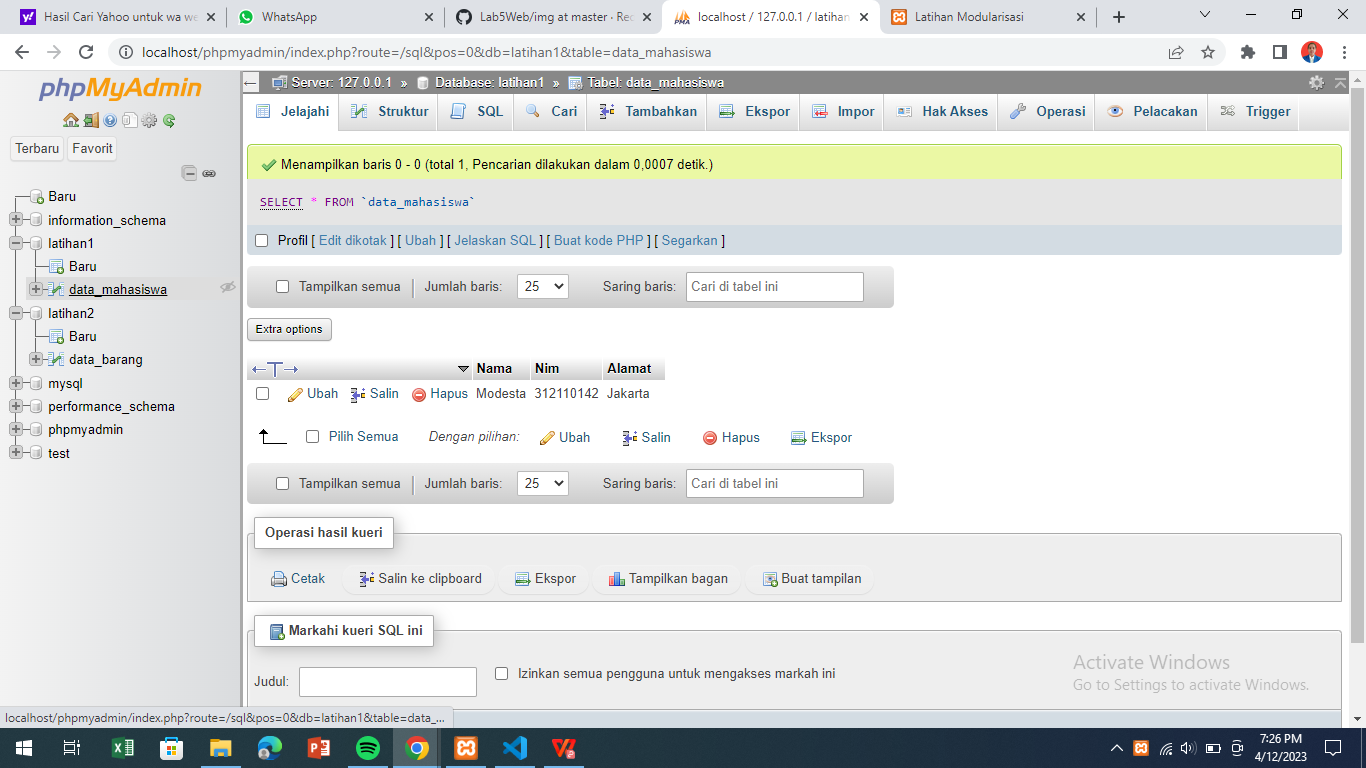 Hasil Cari Yahoo untuk wa we
WhatsApp
Lab5Web/img at master · Rec
localhost / 127.0.0.1 / latihan
Latihan Modularisasi
localhost/phpmyadmin/index.php?route=/sql&pos=0&db=latihan1&table=data_mahasiswa
phpMyAdmin
Terbaru Favorit
Baru
information_schema
latihan1
Baru
data_mahasiswa
latihan2
Baru
data_barang
mysql
performance_schema
phpmyadmin
test
Server: 127.0.0.1 » Database: latihan1 » Tabel: data_mahasiswa
Jelajahi Struktur SQL Cari Tambahkan Ekspor Impor Hak Akses Operasi Pelacakan Trigger
Menampilkan baris 0 - 0 (total 1, Pencarian dilakukan dalam 0,0007 detik.)
SELECT * FROM `data_mahasiswa`
Profil [ Edit dikotak ] [ Ubah ] [ Jelaskan SQL ] [ Buat kode PHP ] [ Segarkan ]
Tampilkan semua Jumlah baris: 25 Saring baris: Cari di tabel ini
Extra options
Nama Nim Alamat
Ubah Salin Hapus Modesta 312110142 Jakarta
Pilih Semua Dengan pilihan: Ubah Salin Hapus Ekspor
Tampilkan semua Jumlah baris: 25 Saring baris: Cari di tabel ini
Operasi hasil kueri
Cetak Salin ke clipboard Ekspor Tampilkan bagan Buat tampilan
Markahi kueri SQL ini
Judul: Izinkan semua pengguna untuk mengakses markah ini
Activate Windows
Go to Settings to activate Windows.
localhost/phpmyadmin/index.php?route=/sql&pos=0&db=latihan1&table=data_...
7:26 PM
4/12/2023